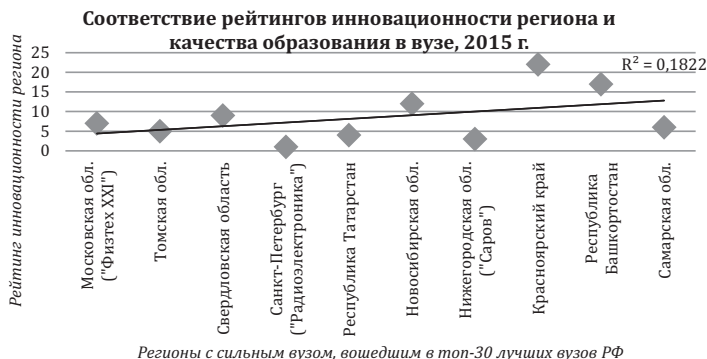 Соответствие рейтингов инновационности региона и
качества образования в вузе, 2015 г.
Рейтинг инновационности региона
25
20
15
10
5
0
R² = 0,1822
Московская обл.
("Физтех XXI")
Томская обл.
Свердловская область
Санкт-Петербург
("Радиоэлектроника")
Республика Татарстан
Новосибирская обл.
Нижегородская обл.
("Саров")
Красноярский край
Республика
Башкортостан
Самарская обл.
Регионы с сильным вузом, вошедшим в топ-30 лучших вузов РФ